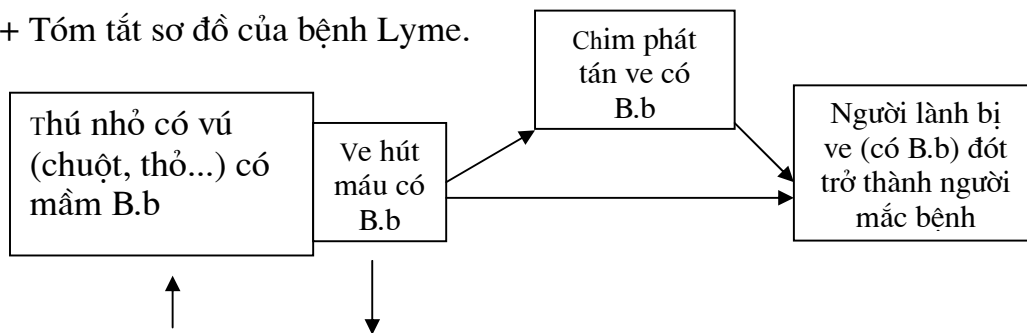 + Tóm tắt sơ đồ của bệnh Lyme.
Thú nhỏ có vú
(chuột, thỏ...) có
mầm B.b
Ve hút
máu có
B.b
Chim phát
tán ve có
B.b
Người lành bị
ve (có B.b) đót
trở thành người
mắc bệnh